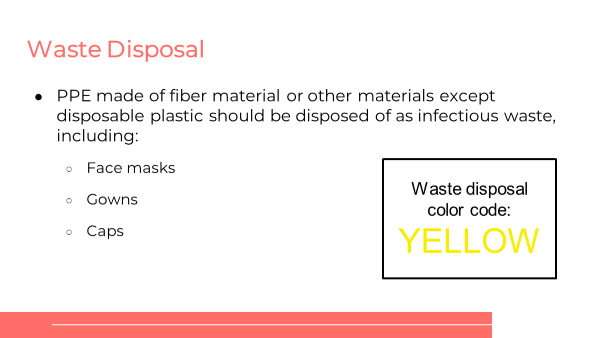 Waste Disposal
● PPE made of fiber material or other materials except
disposable plastic should be disposed of as infectious waste,
including:
○ Face masks
○ Gowns
○ Caps
Waste disposal
color code:
YELLOW